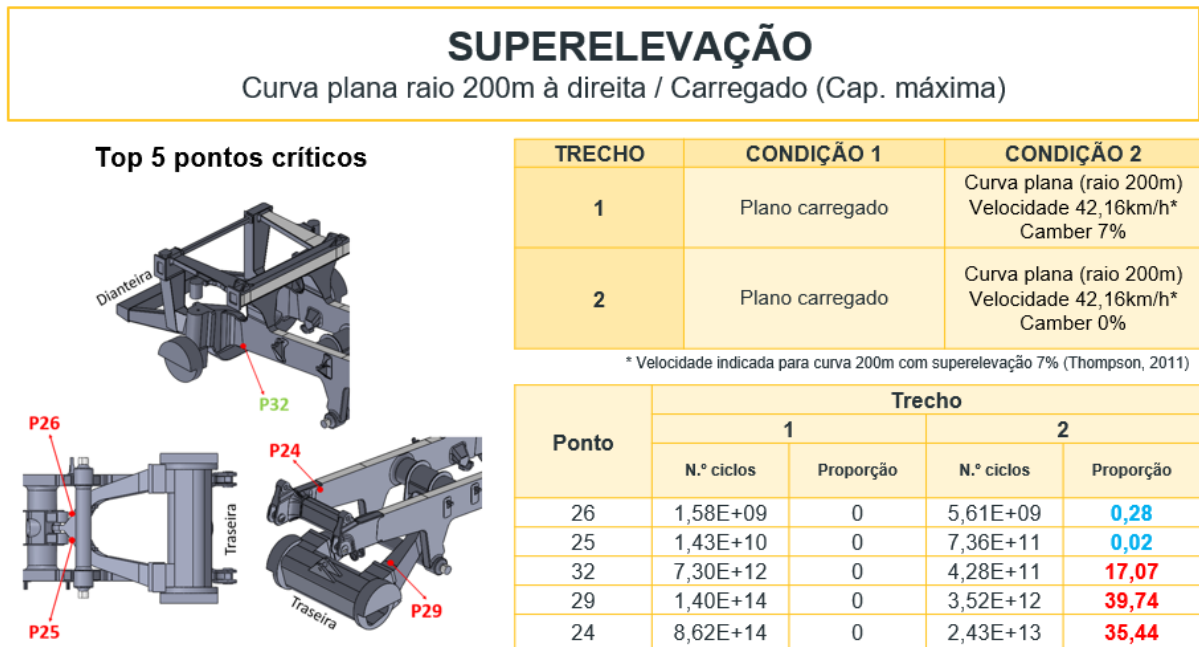 SUPERELEVAÇÃO
Curva plana raio 200m à direita / Carregado (Cap. máxima)
Top 5 pontos críticos
Dianteira
P32
P26
P25
Traseira
P24
Traseira
P29
TRECHO CONDIÇÃO 1 CONDIÇÃO 2
1 Plano carregado Curva plana (raio 200m)
Velocidade 42,16km/h*
Camber 7%
2 Plano carregado Curva plana (raio 200m)
Velocidade 42,16km/h*
Camber 0%
* Velocidade indicada para curva 200m com superelevação 7% (Thompson, 2011)
Ponto Trecho
1 2
N.º ciclos Proporção N.º ciclos Proporção
26 1,58E+09 0 5,61E+09 0,28
25 1,43E+10 0 7,36E+11 0,02
32 7,30E+12 0 4,28E+11 17,07
29 1,40E+14 0 3,52E+12 39,74
24 8,62E+14 0 2,43E+13 35,44